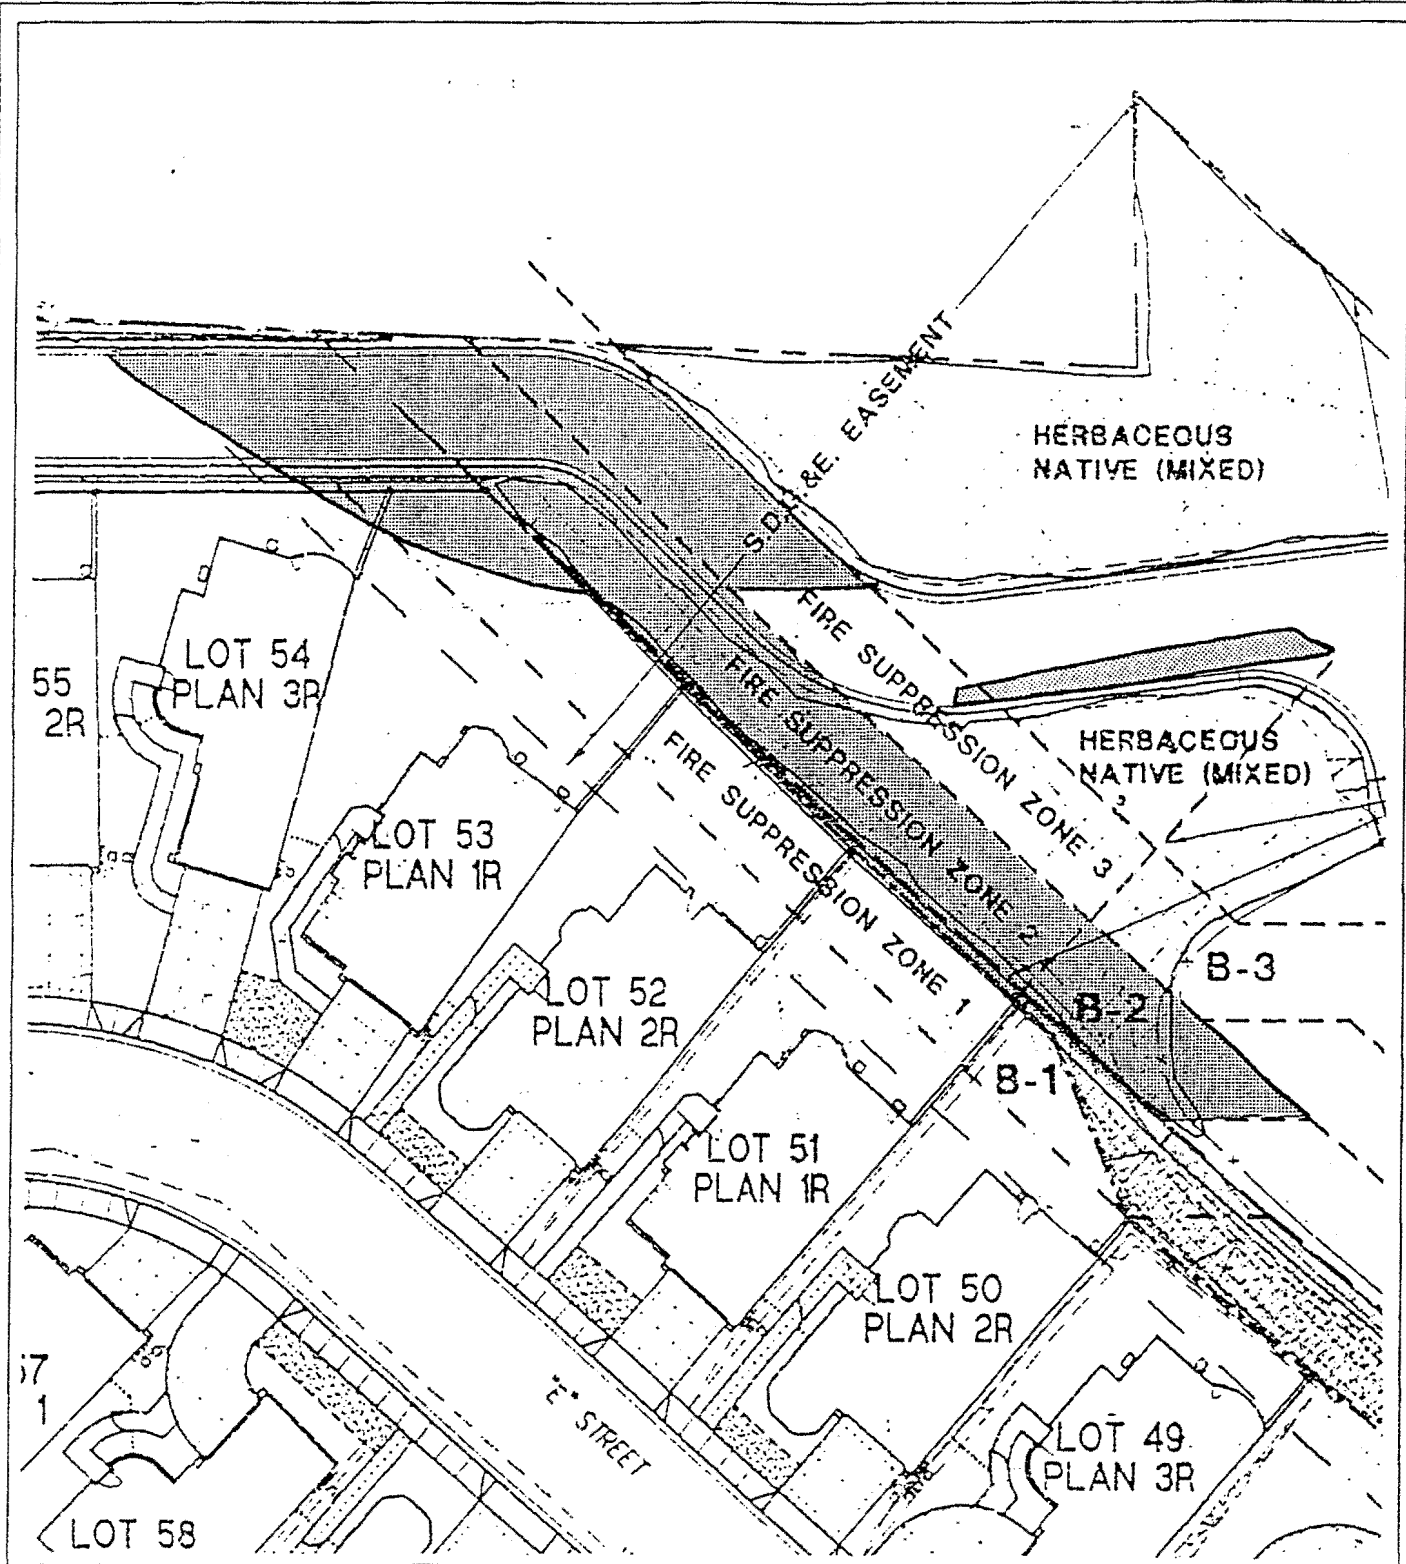 S.D.G.&E. EASEMENT
HERBACEOUS
NATIVE (MIXED)
FIRE SUPPRESSION ZONE 3
FIRE SUPPRESSION ZONE 2
FIRE SUPPRESSION ZONE 1
HERBACEOUS
NATIVE (MIXED)
LOT 54
PLAN 3R
55
2R
LOT 53
PLAN 1R
LOT 52
PLAN 2R
B-3
B-2
B-1
LOT 51
PLAN 1R
LOT 50
PLAN 2R
"E" STREET
LOT 49
PLAN 3R
57
1
LOT 58